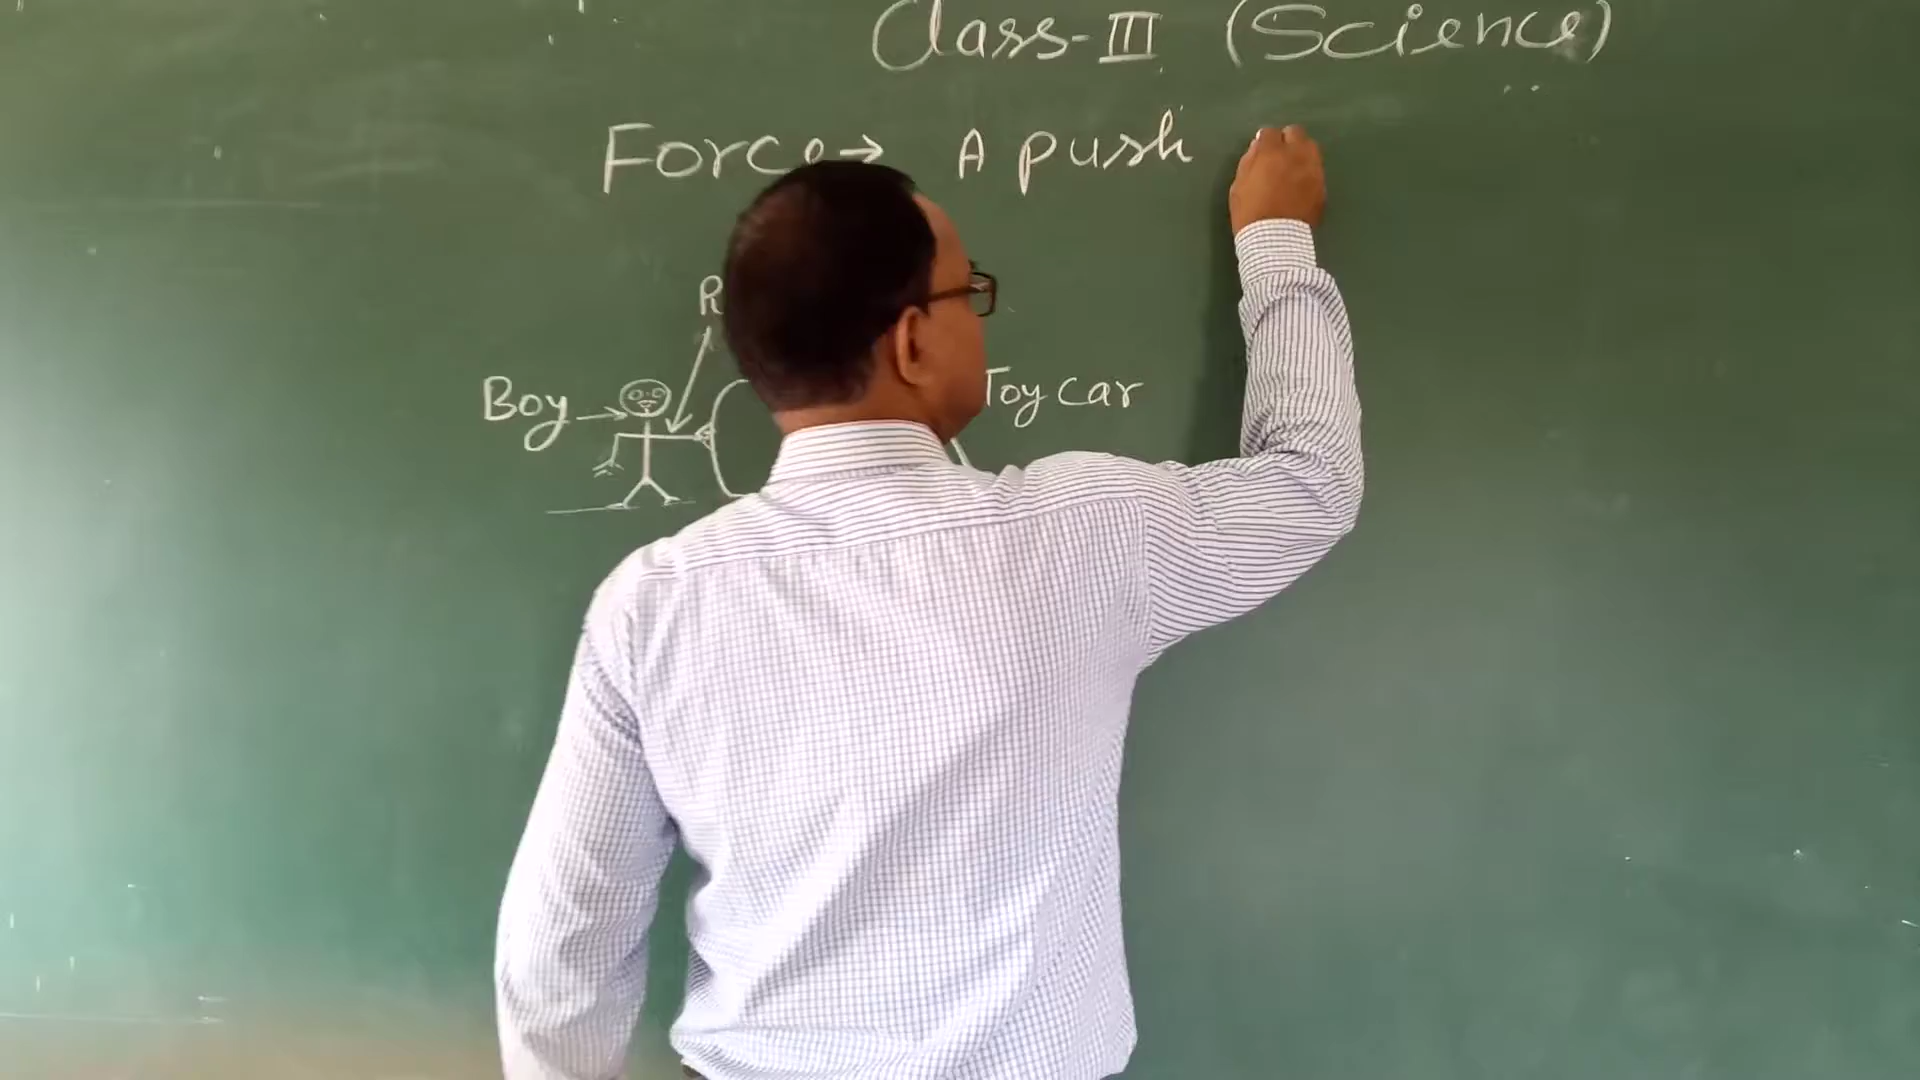 Class-III (Science)
Force→ A push
Boy→
Toy car